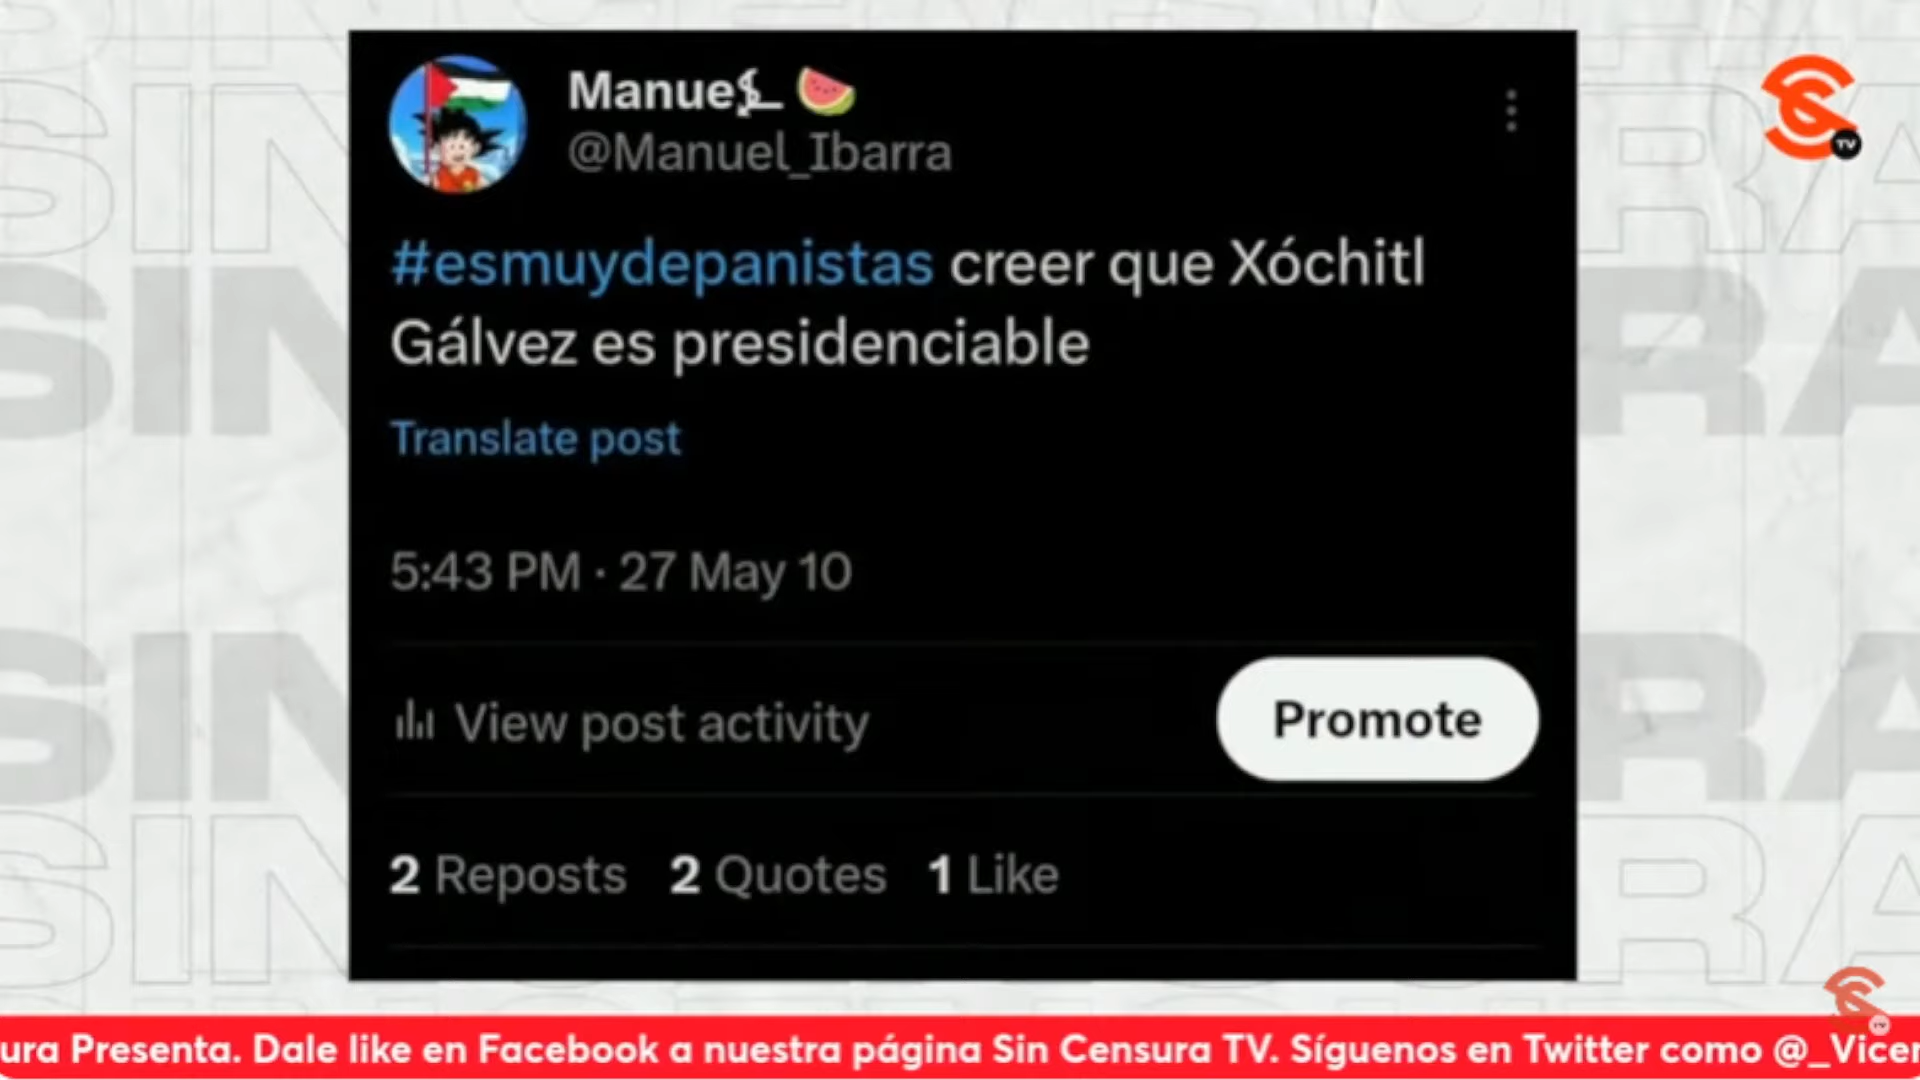 Manue$_ 🍉
@Manuel_Ibarra
#esmuydepanistas creer que Xóchitl
Gálvez es presidenciable
Translate post
5:43 PM · 27 May 10
View post activity
Promote
2 Reposts 2 Quotes 1 Like
TV
ura Presenta. Dale like en Facebook a nuestra página Sin Censura TV. Síguenos en Twitter como @_Vicen